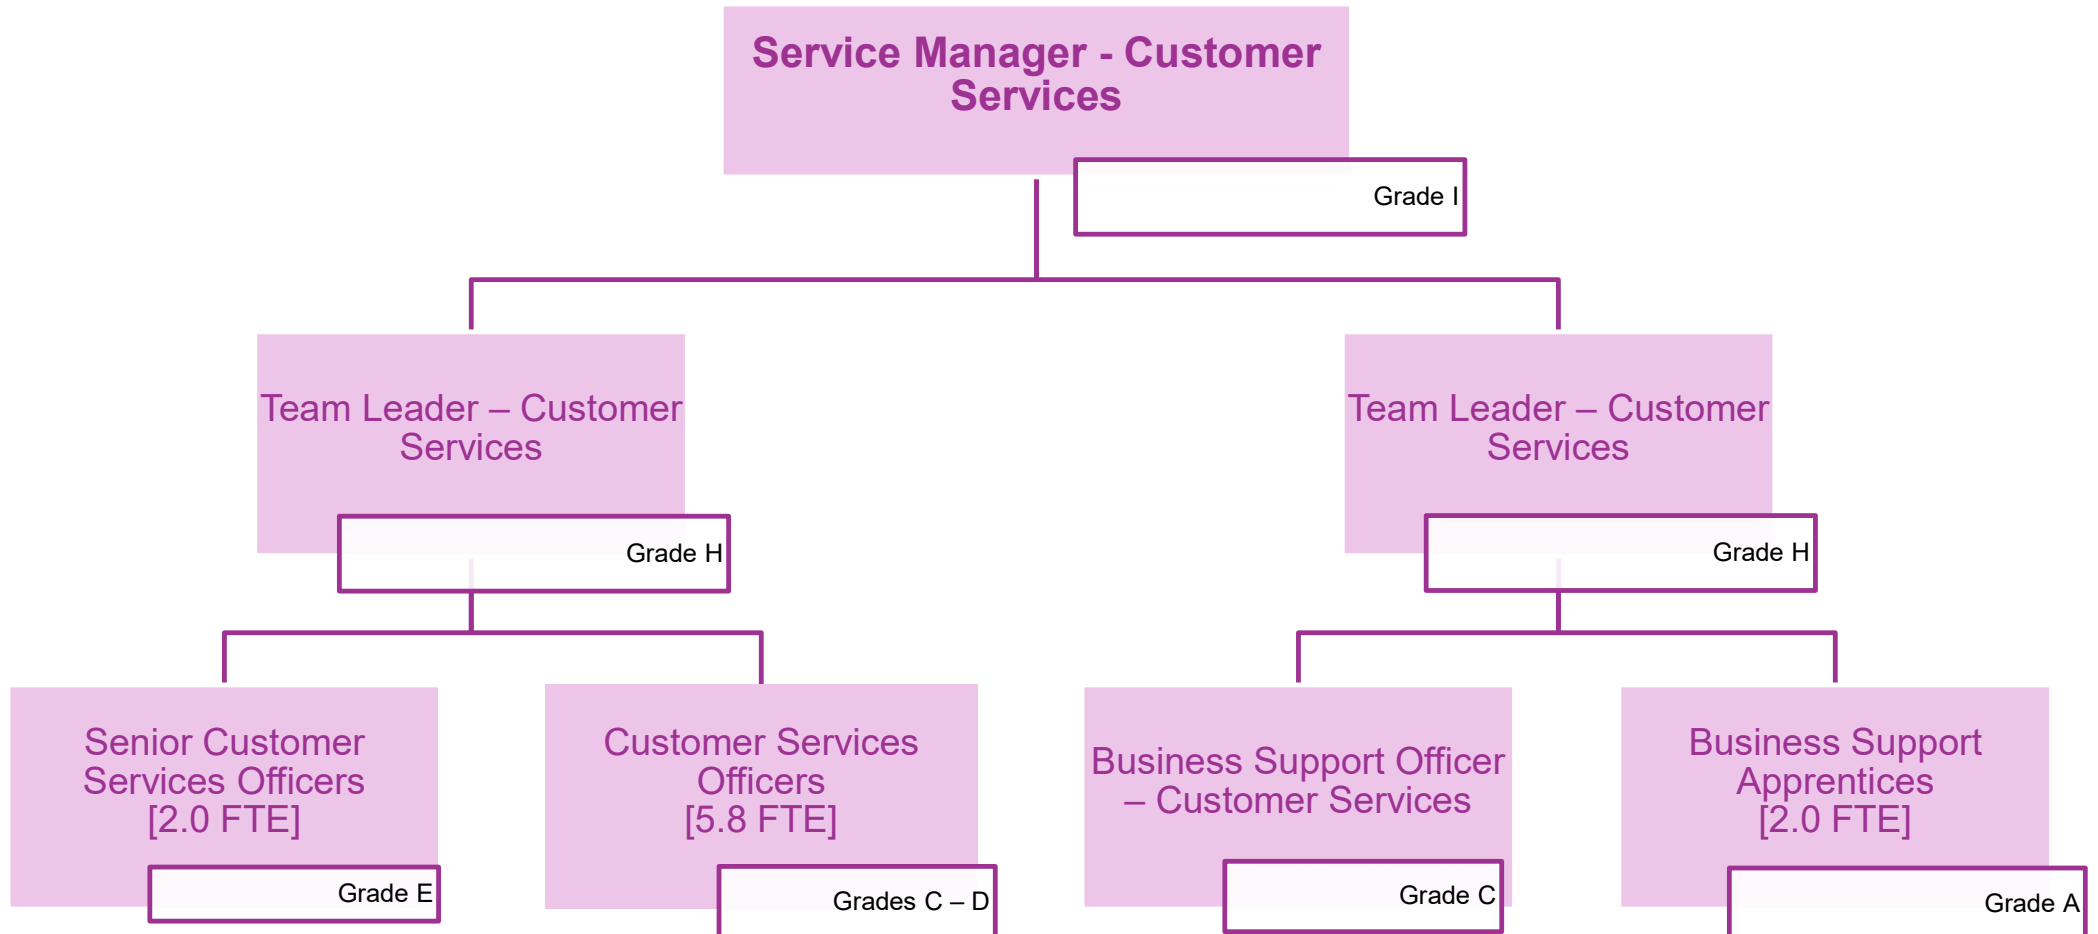 Service Manager - Customer
Services
Grade I
Team Leader – Customer
Services
Grade H
Team Leader – Customer
Services
Grade H
Senior Customer
Services Officers
[2.0 FTE]
Grade E
Customer Services
Officers
[5.8 FTE]
Grades C – D
Business Support Officer
– Customer Services
Grade C
Business Support
Apprentices
[2.0 FTE]
Grade A